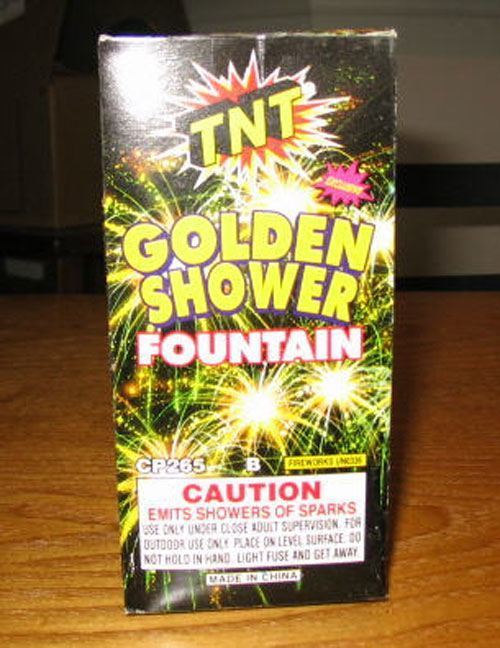 TNT
EXCLUSIVE
GOLDEN
SHOWER
FOUNTAIN
CP265 B FIREWORKS UN0336
CAUTION
EMITS SHOWERS OF SPARKS
USE ONLY UNDER CLOSE ADULT SUPERVISION. FOR
OUTDOOR USE ONLY. PLACE ON LEVEL SURFACE. DO
NOT HOLD IN HAND. LIGHT FUSE AND GET AWAY.
MADE IN CHINA